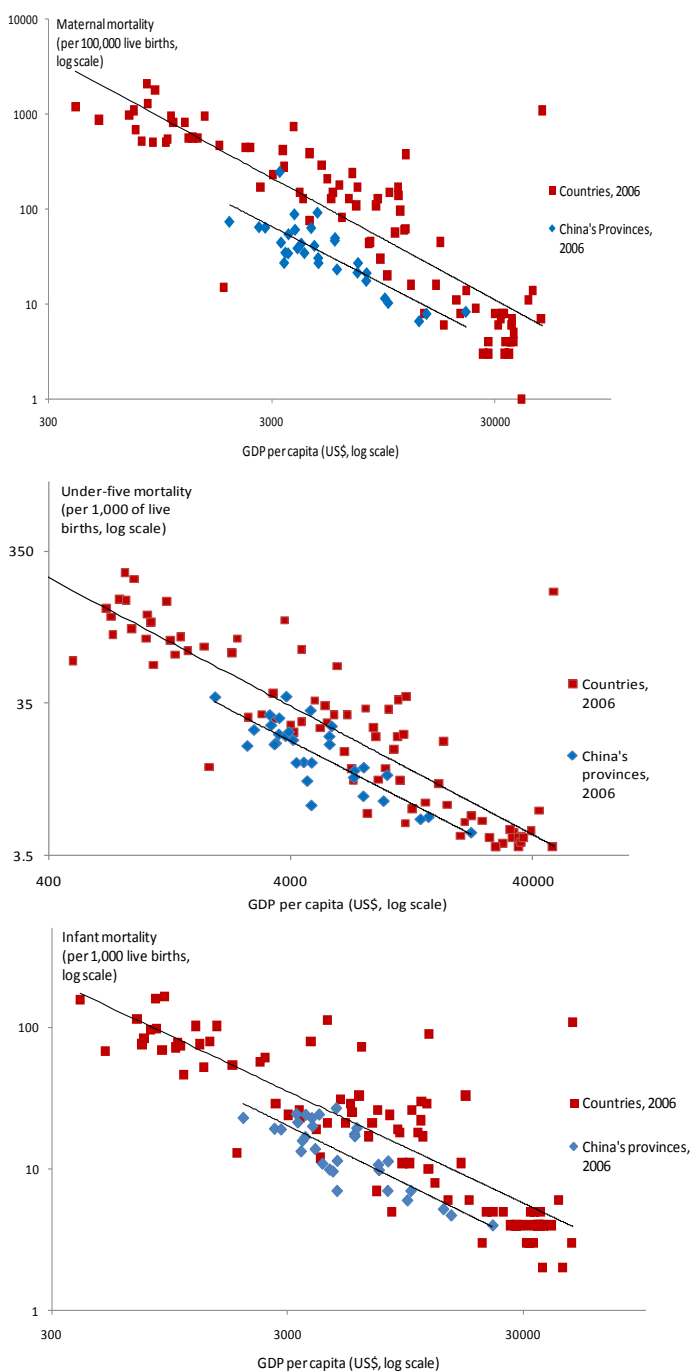 Maternal mortality
(per 100,000 live births,
log scale)
10000
1000
100
10
1
300
3000
30000
GDP per capita (US$, log scale)
Countries, 2006
China's Provinces,
2006
Under-five mortality
(per 1,000 of live
births, log scale)
350
35
3.5
400
4000
40000
GDP per capita (US$, log scale)
Countries,
2006
China's
provinces,
2006
Infant mortality
(per 1,000 live births,
log scale)
100
10
1
300
3000
30000
GDP per capita (US$, log scale)
Countries, 2006
China's provinces,
2006